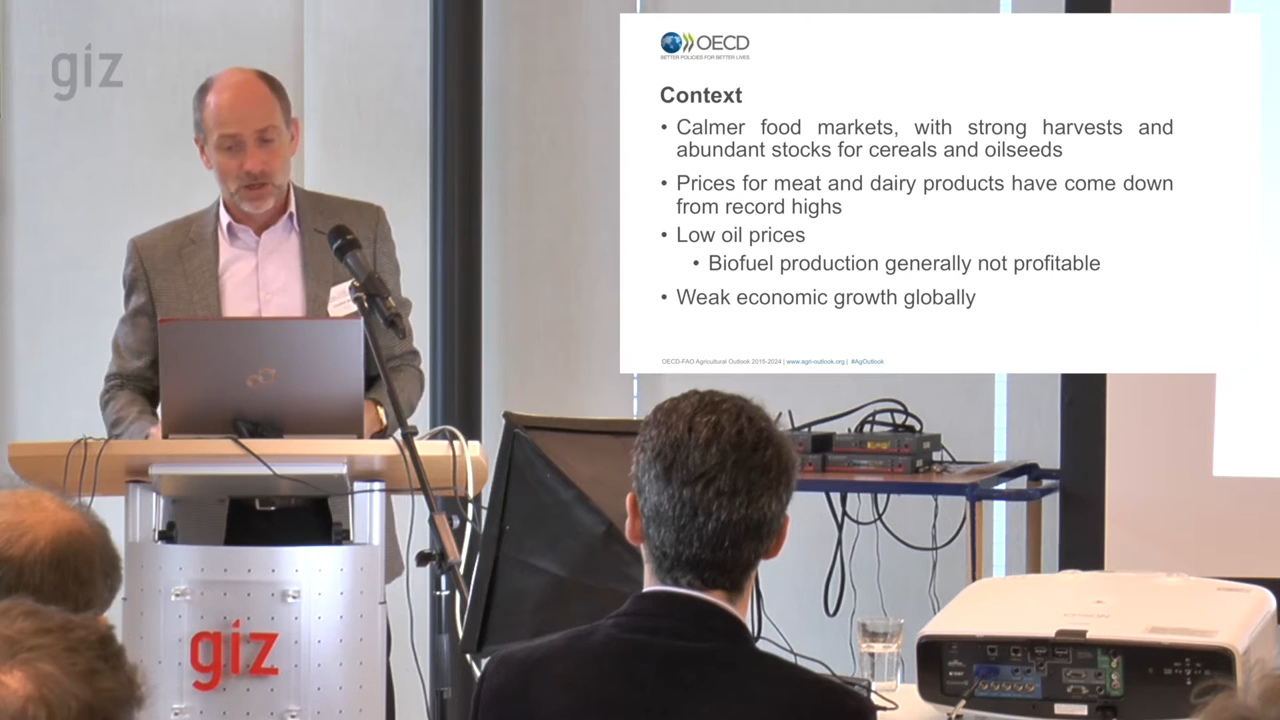 giz
OECD
BETTER POLICIES FOR BETTER LIVES
Context
• Calmer food markets, with strong harvests and
abundant stocks for cereals and oilseeds
• Prices for meat and dairy products have come down
from record highs
• Low oil prices
• Biofuel production generally not profitable
• Weak economic growth globally
OECD-FAO Agricultural Outlook 2015-2024 | www.agri-outlook.org | #AgOutlook
giz